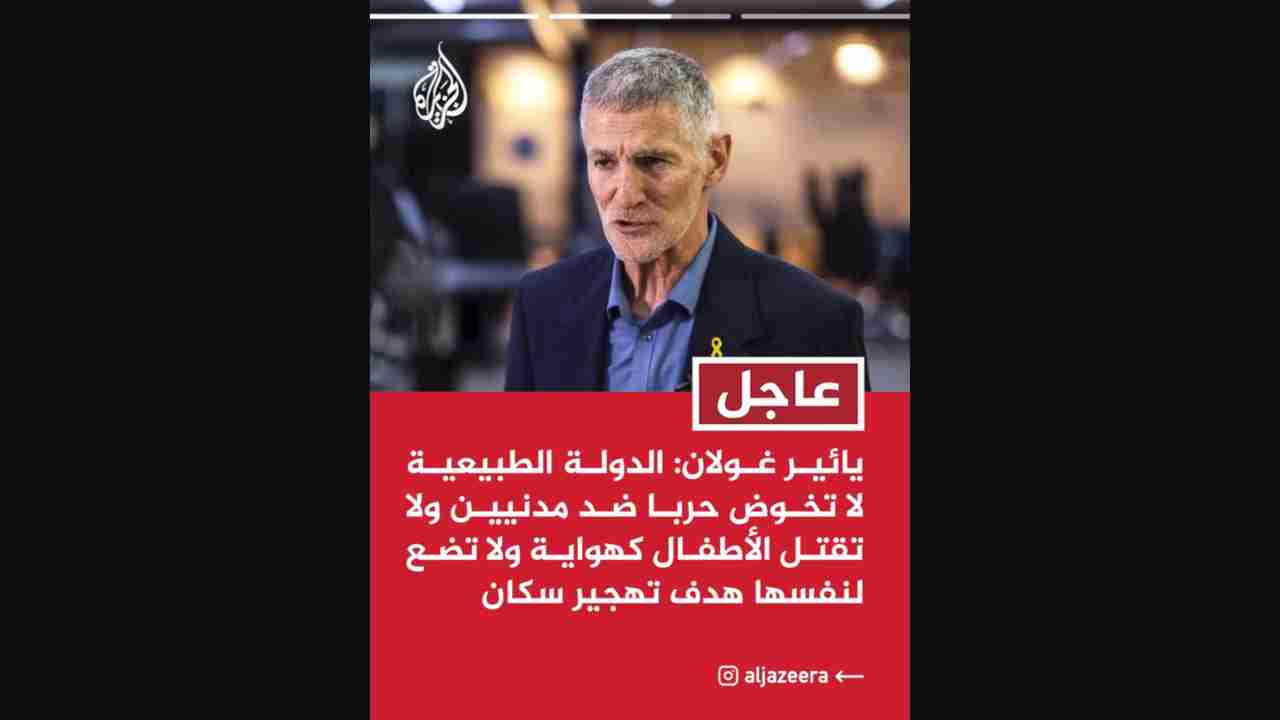 الجزيرة
عاجل
يائير غولان: الدولة الطبيعية
لا تخوض حربا ضد مدنيين ولا
تقتل الأطفال كهواية ولا تضع
لنفسها هدف تهجير سكان
aljazeera